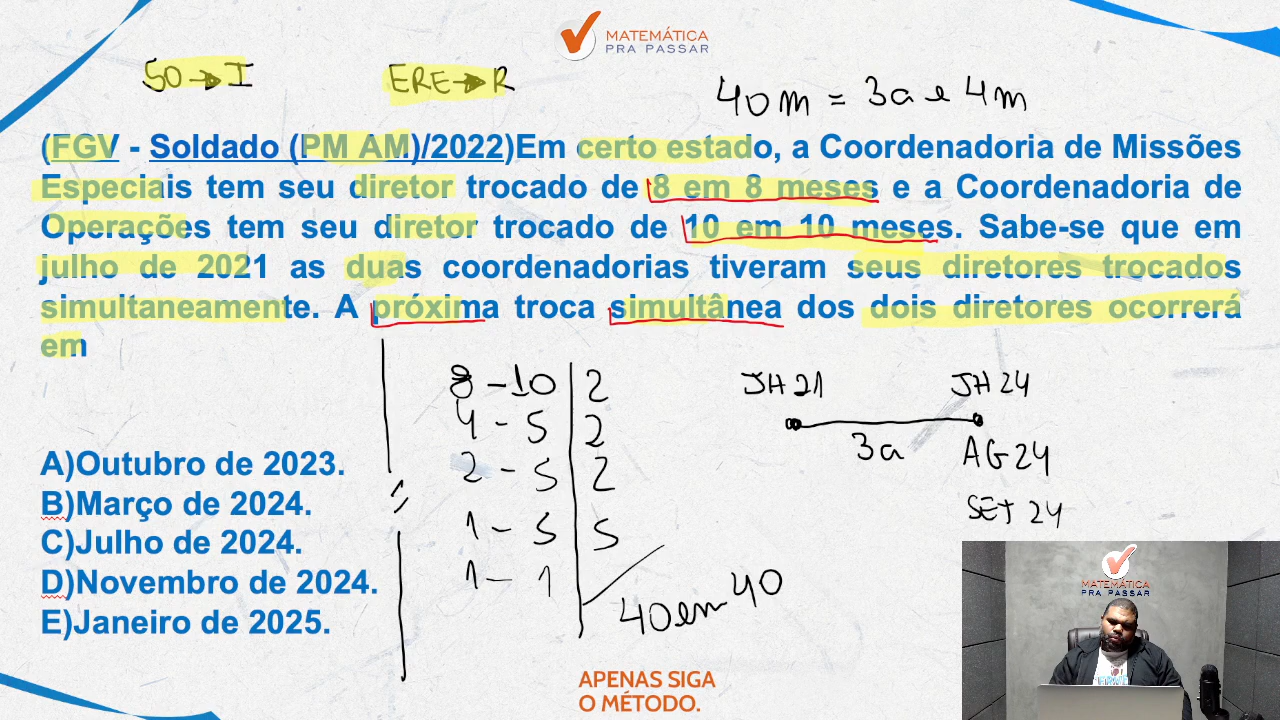 MATEMÁTICA
PRA PASSAR
SO→I
ERE→R
40m = 3a e 4m
(FGV - Soldado (PM AM)/2022)Em certo estado, a Coordenadoria de Missões
Especiais tem seu diretor trocado de 8 em 8 meses e a Coordenadoria de
Operações tem seu diretor trocado de 10 em 10 meses. Sabe-se que em
julho de 2021 as duas coordenadorias tiveram seus diretores trocados
simultaneamente. A próxima troca simultânea dos dois diretores ocorrerá
em
A)Outubro de 2023.
B)Março de 2024.
C)Julho de 2024.
D)Novembro de 2024.
E)Janeiro de 2025.
8 - 10 | 2
4 - 5 | 2
2 - 5 | 2
1 - 5 | 5
1 - 1
40 em 40
JH 21
JH 24
3a
AG 24
SET 24
MATEMÁTICA
PRA PASSAR
APENAS SIGA
O MÉTODO.